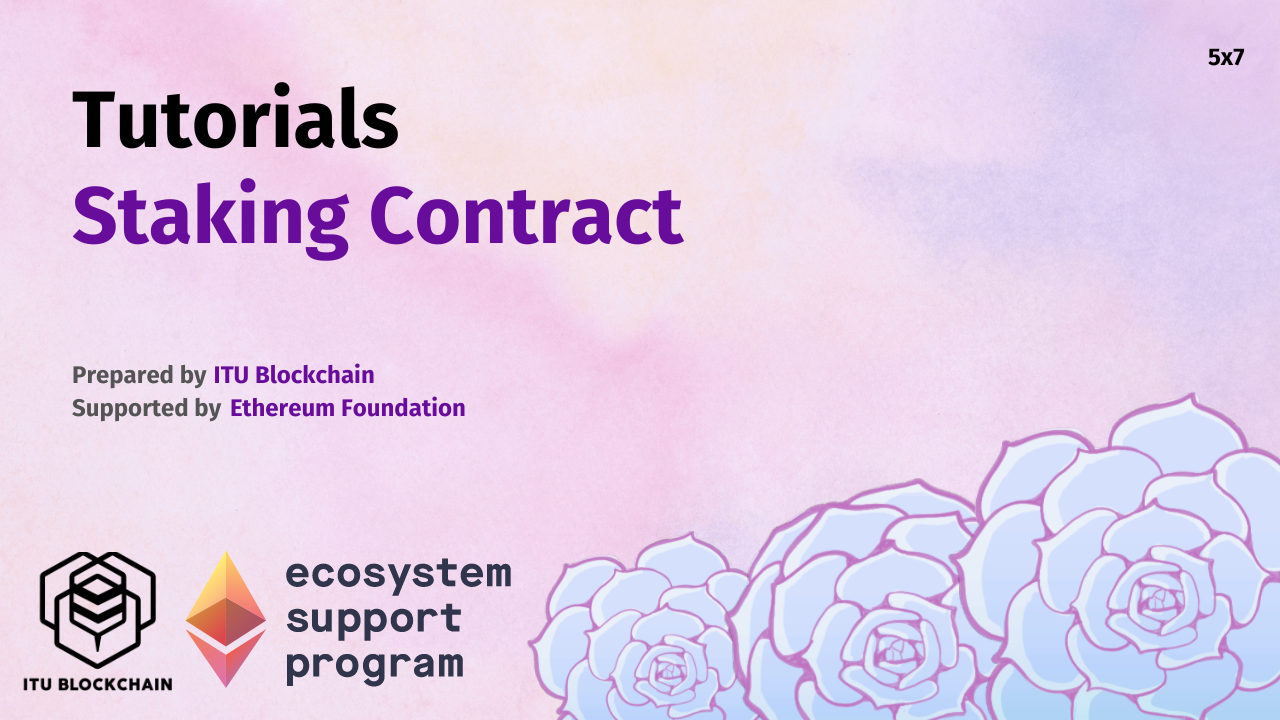 5x7
Tutorials
Staking Contract
Prepared by ITU Blockchain
Supported by Ethereum Foundation
ITU BLOCKCHAIN
ecosystem
support
program